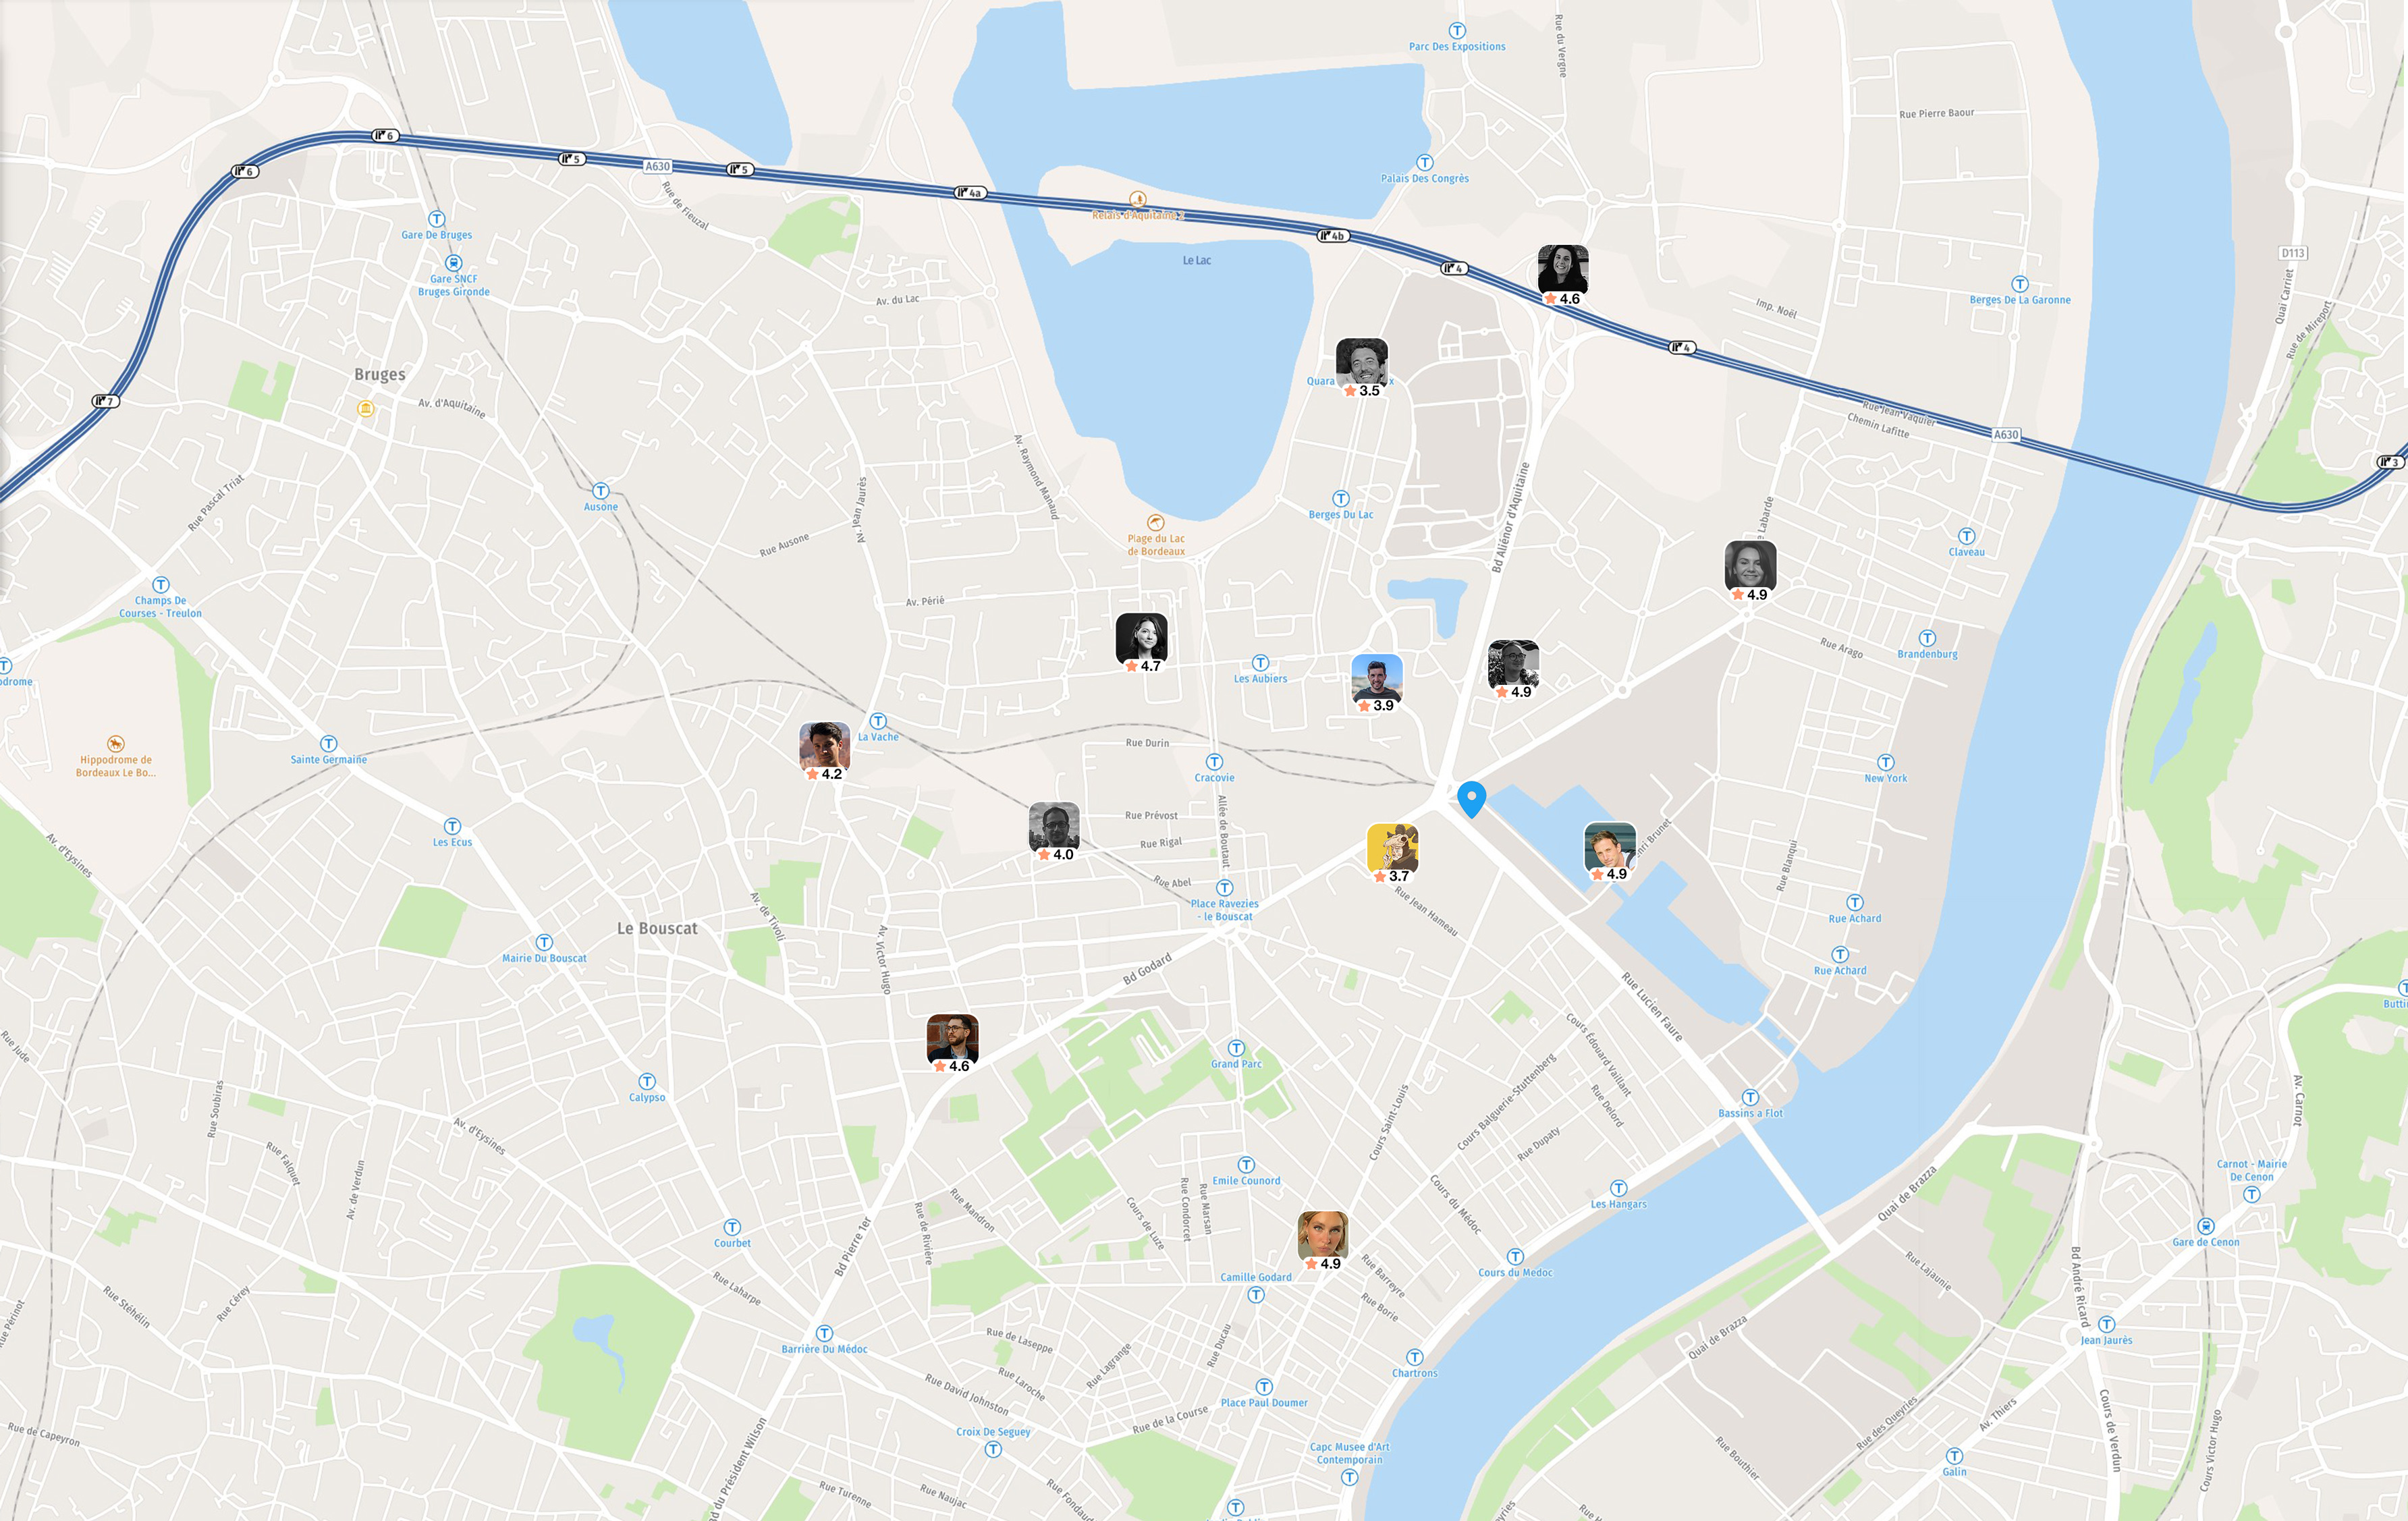 Parc Des Expositions
Rue du Vergne
Rue Pierre Baour
6
5
A630
5
6
4a
Palais Des Congrès
Rue de Fieuzal
Relais d'Aquitaine 2
Gare De Bruges
4b
Le Lac
D113
4
Gare SNCF
Bruges Gironde
Av. du Lac
4.6
Berges De La Garonne
Imp. Noël
Quai Carriet
Rue de Mireport
4
Bruges
Quara
x
3.5
7
Av. d'Aquitaine
Rue Jean Vaquier
Chemin Lafitte
A630
3
Av. Raymond Manaud
Rue Pascal Triat
Ausone
Av. Jean Jaurès
Berges Du Lac
Bd Aliénor d'Aquitaine
e Labarde
Plage du Lac
de Bordeaux
Rue Ausone
Claveau
Champs De
Courses - Treulon
Av. Périé
4.9
Rue Arago
Brandenburg
4.7
Les Aubiers
odrome
4.9
3.9
La Vache
Rue Durin
Sainte Germaine
Hippodrome de
Bordeaux Le Bo...
4.2
Cracovie
New York
Allée de Boutaut
Rue Prévost
Les Ecus
Rue Rigal
4.0
nri Brunet
Av. d'Eysines
3.7
4.9
Rue Blanqui
Rue Abel
Place Ravezies
- le Bouscat
Rue Jean Hameau
Rue Achard
Av. de Tivoli
Le Bouscat
Av. Victor Hugo
Mairie Du Bouscat
Bd Godard
Rue Achard
Rue Lucien Faure
Butti
Rue Jude
4.6
Grand Parc
Cours Édouard Vaillant
Calypso
Rue Soubiras
Cours Balguerie-Stuttenberg
Rue Delord
Bassins a Flot
Av. Carnot
Av. d'Eysines
Cours Saint-Louis
Rue Dupaty
Rue Falquet
Av. de Verdun
Emile Counord
Carnot - Mairie
De Cenon
Rue Mandron
Rue Condorcet
Rue Marsan
Cours de Luze
Cours du Médoc
Les Hangars
Quai de Brazza
Courbet
Bd Pierre 1er
Rue de Rivière
Gare de Cenon
4.9
Rue Barreyre
Cours du Medoc
Rue Lajaunie
Bd André Ricard
Camille Godard
Rue Laharpe
Rue Borie
Rue Stéhélin
Rue Cérey
Rue Périnot
Barrière Du Médoc
Rue de Laseppe
Rue Ducau
Quai de Brazza
Jean Jaurès
Rue Lagrange
Rue Laroche
Chartrons
Rue David Johnston
Place Paul Doumer
Rue de la Course
Rue des Queyries
Av. Thiers
Cours de Verdun
Cours Victor Hugo
Rue de Capeyron
Croix De Seguey
Capc Musee d'Art
Contemporain
Rue Bouthier
Galin
d du Président Wilson
Rue Turenne
Rue Naujac
Rue Fondaud
yries
Rue H